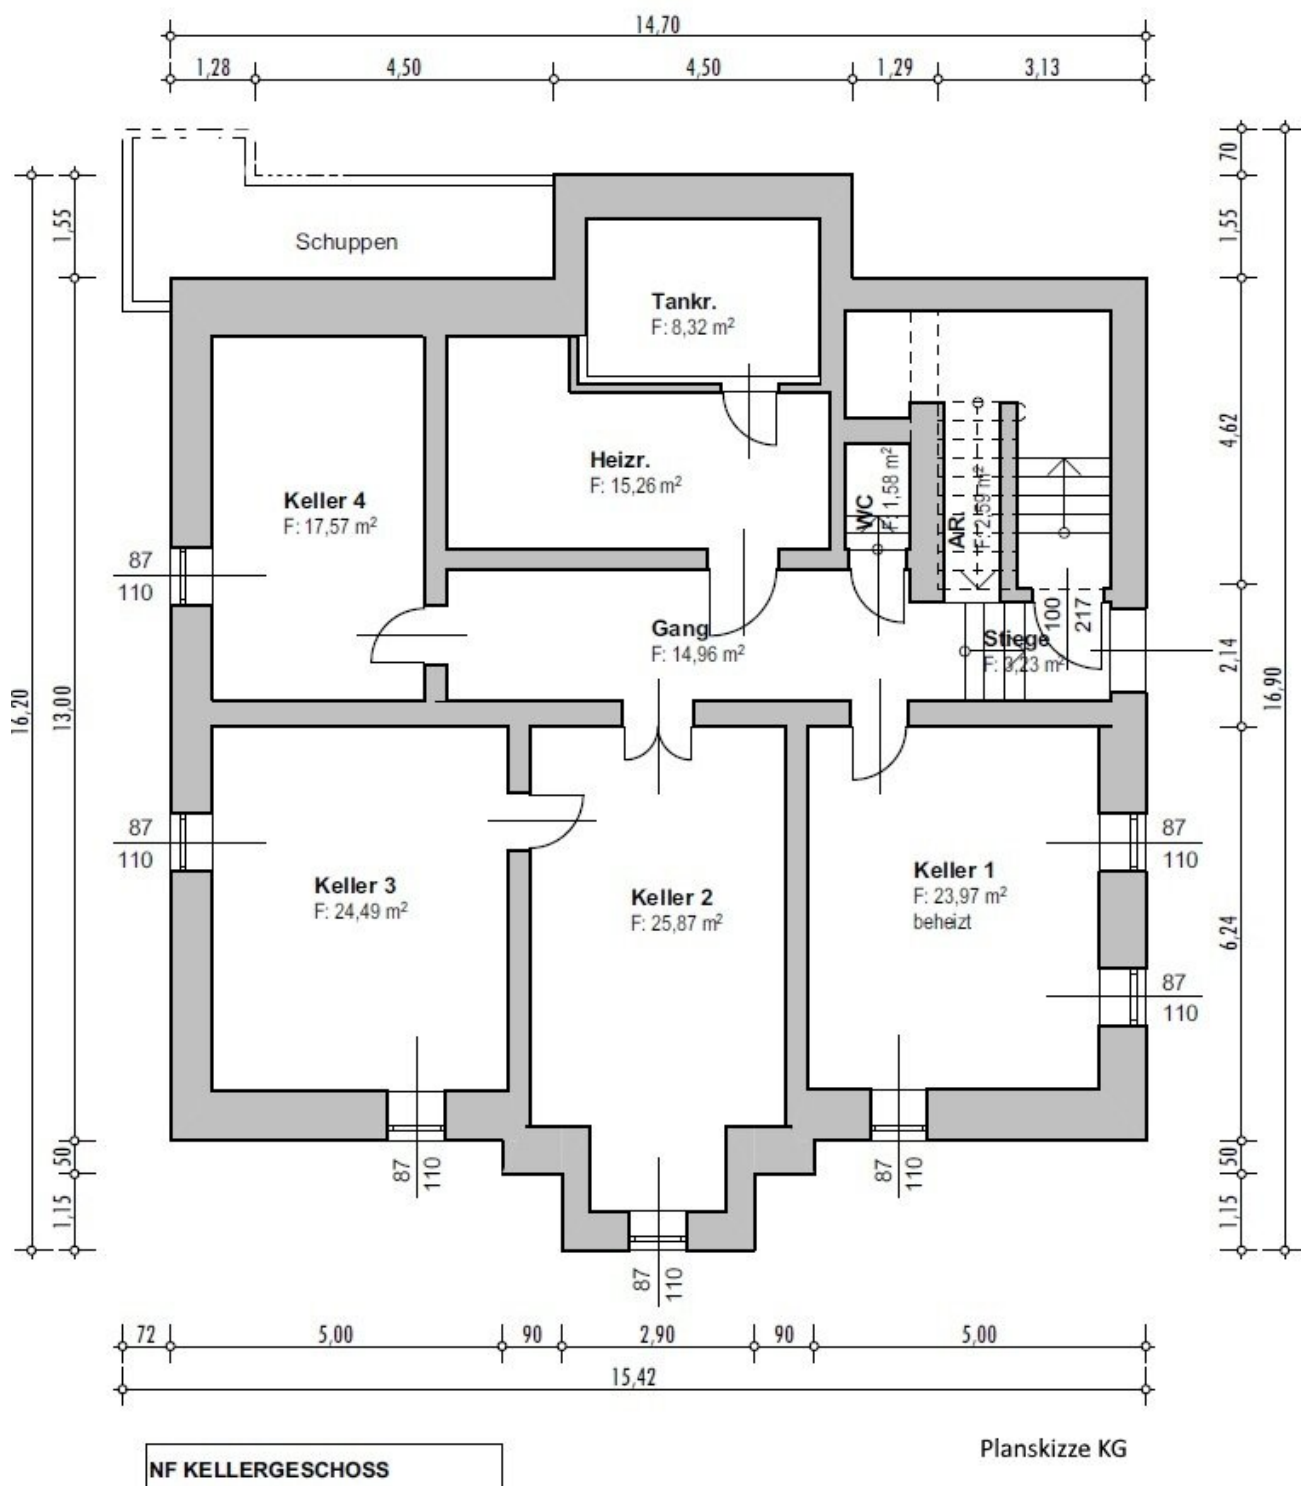 14,70
1,28 4,50 4,50 1,29 3,13
70
1,55
1,55
Schuppen
Tankr.
F: 8,32 m²
4,62
Heizr.
F: 15,26 m²
Keller 4
F: 17,57 m²
WC
F: 1,58 m²
AR.
F: 2,59 m²
87
110
100
217
Gang
F: 14,96 m²
Stiege
F: 3,23 m²
2,14
16,20
13,00
16,90
87
110
87
110
Keller 3
F: 24,49 m²
Keller 2
F: 25,87 m²
Keller 1
F: 23,97 m²
beheizt
6,24
87
110
50
1,15
87
110
87
110
50
1,15
87
110
72 5,00 90 2,90 90 5,00
15,42
Planskizze KG
NF KELLERGESCHOSS